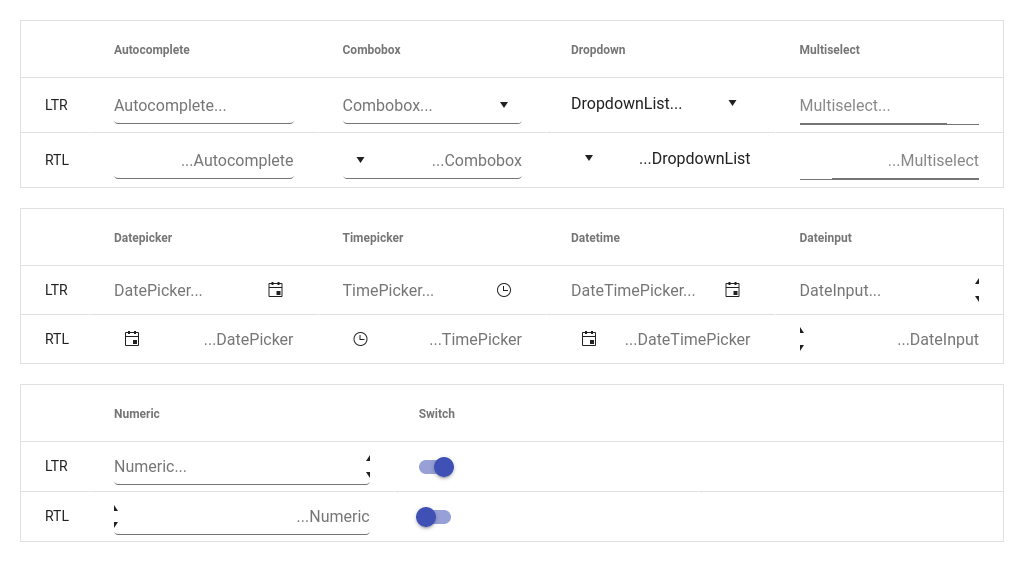 Autocomplete Combobox Dropdown Multiselect
LTR Autocomplete... Combobox... DropdownList... Multiselect...
RTL ...Autocomplete ...Combobox ...DropdownList ...Multiselect
Datepicker Timepicker Datetime Dateinput
LTR DatePicker... TimePicker... DateTimePicker... DateInput...
RTL ...DatePicker ...TimePicker ...DateTimePicker ...DateInput
Numeric Switch
LTR Numeric...
RTL ...Numeric